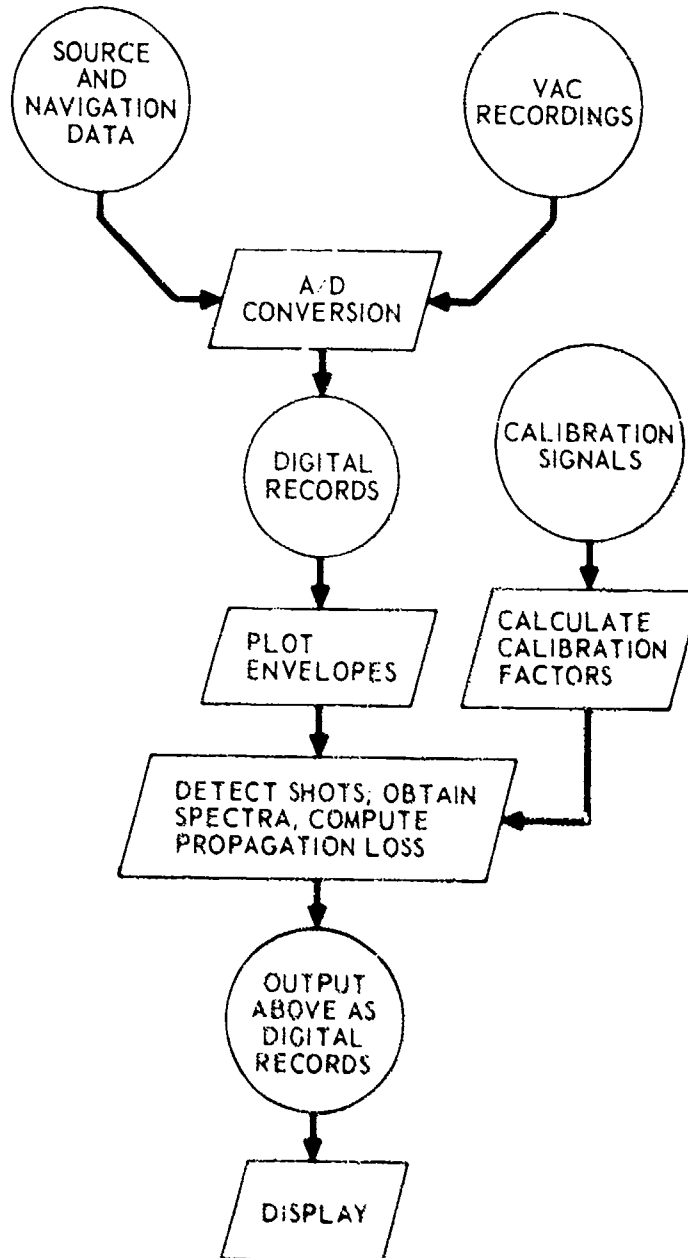 SOURCE
AND
NAVIGATION
DATA
VAC
RECORDINGS
A/D
CONVERSION
DIGITAL
RECORDS
CALIBRATION
SIGNALS
PLOT
ENVELOPES
CALCULATE
CALIBRATION
FACTORS
DETECT SHOTS, OBTAIN
SPECTRA, COMPUTE
PROPAGATION LOSS
OUTPUT
ABOVE AS
DIGITAL
RECORDS
DISPLAY